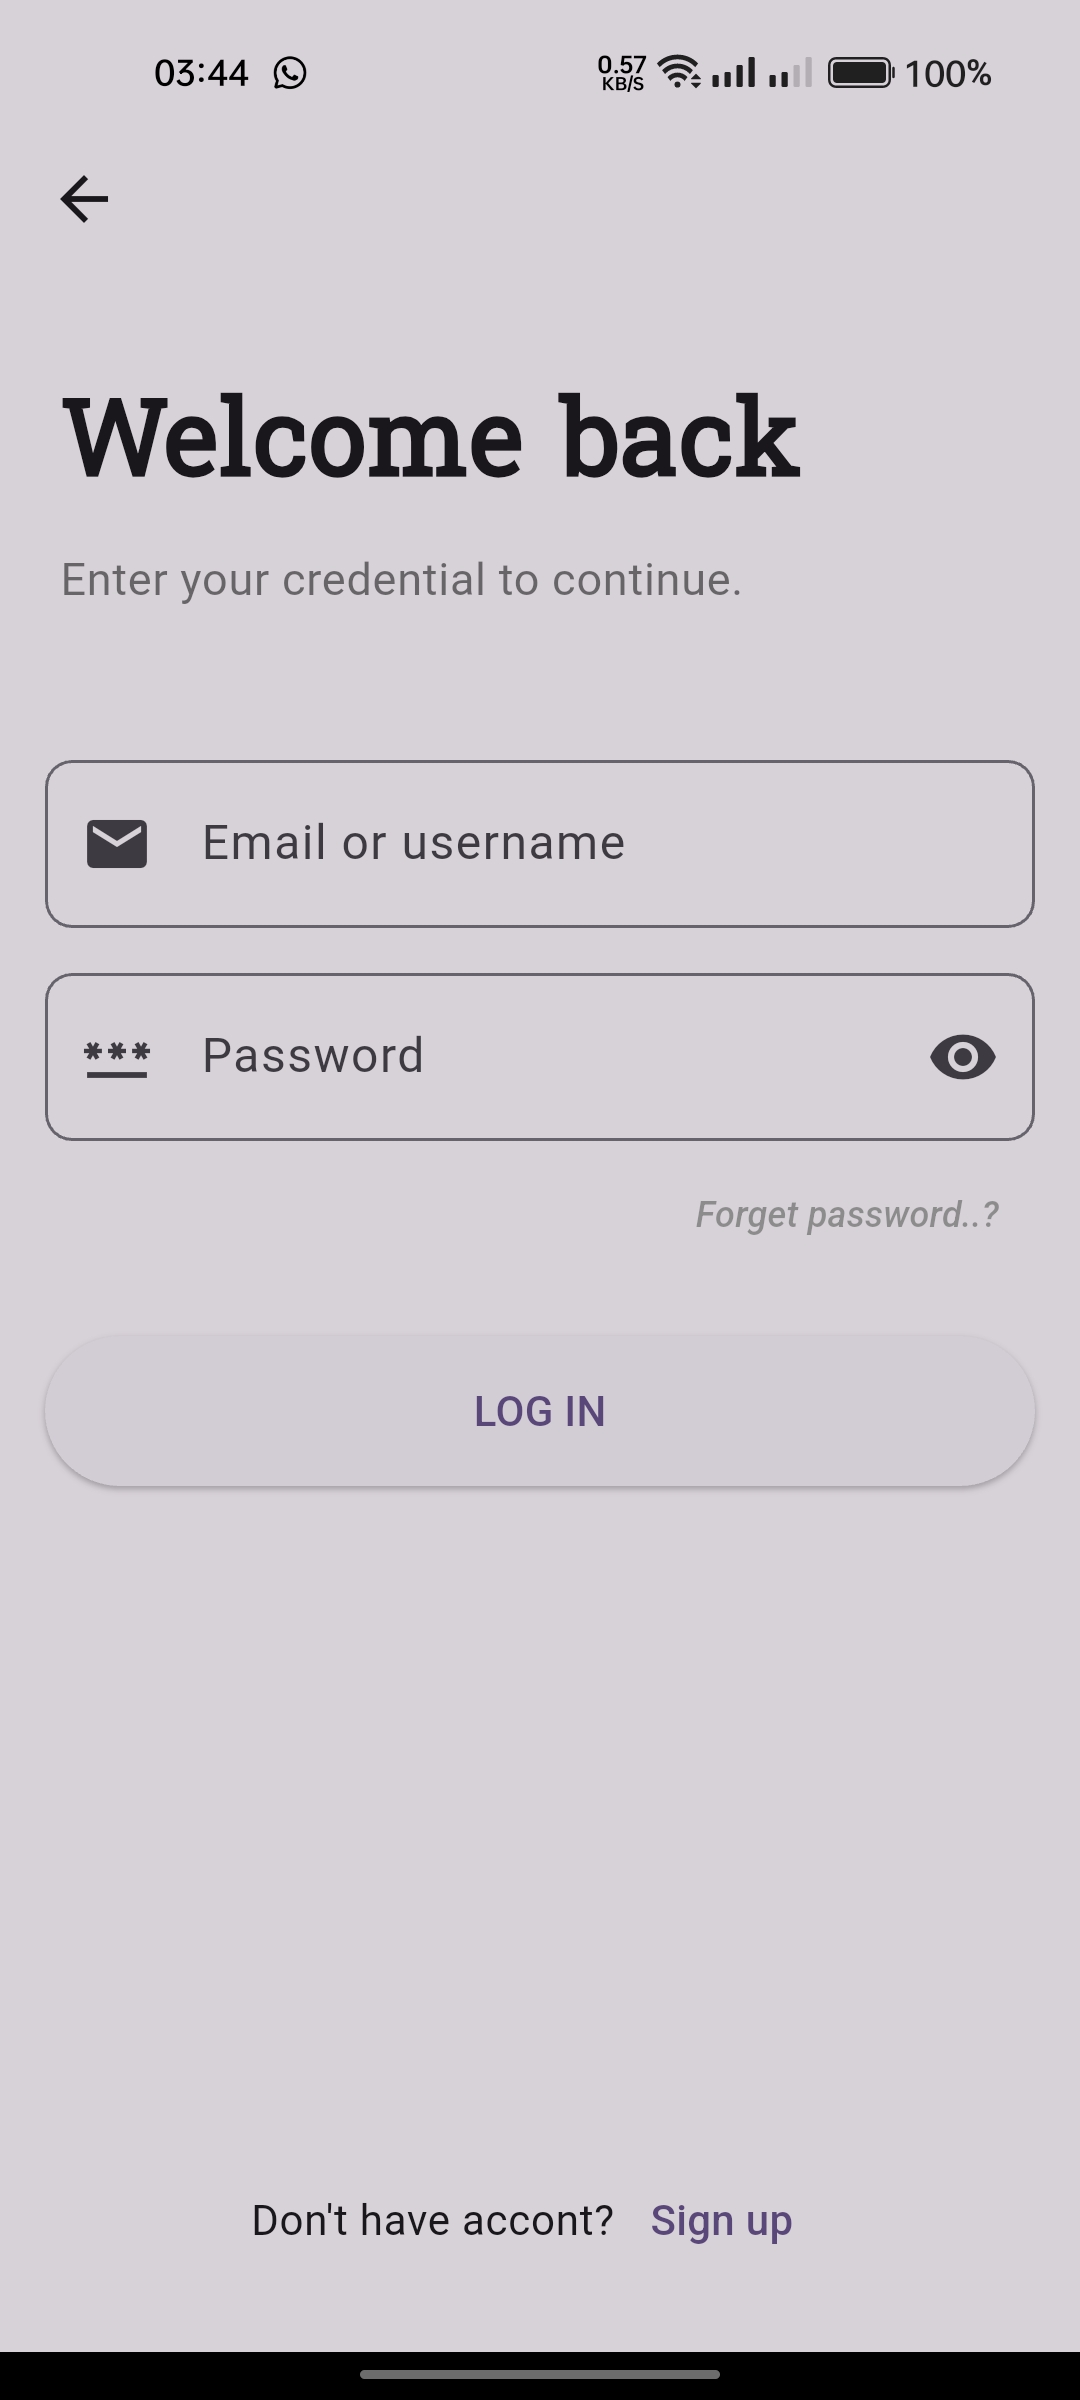 03:44 0.57 KB/S 100%
Welcome back
Enter your credential to continue.
Email or username
*** Password
Forget password..?
LOG IN
Don't have accont? Sign up